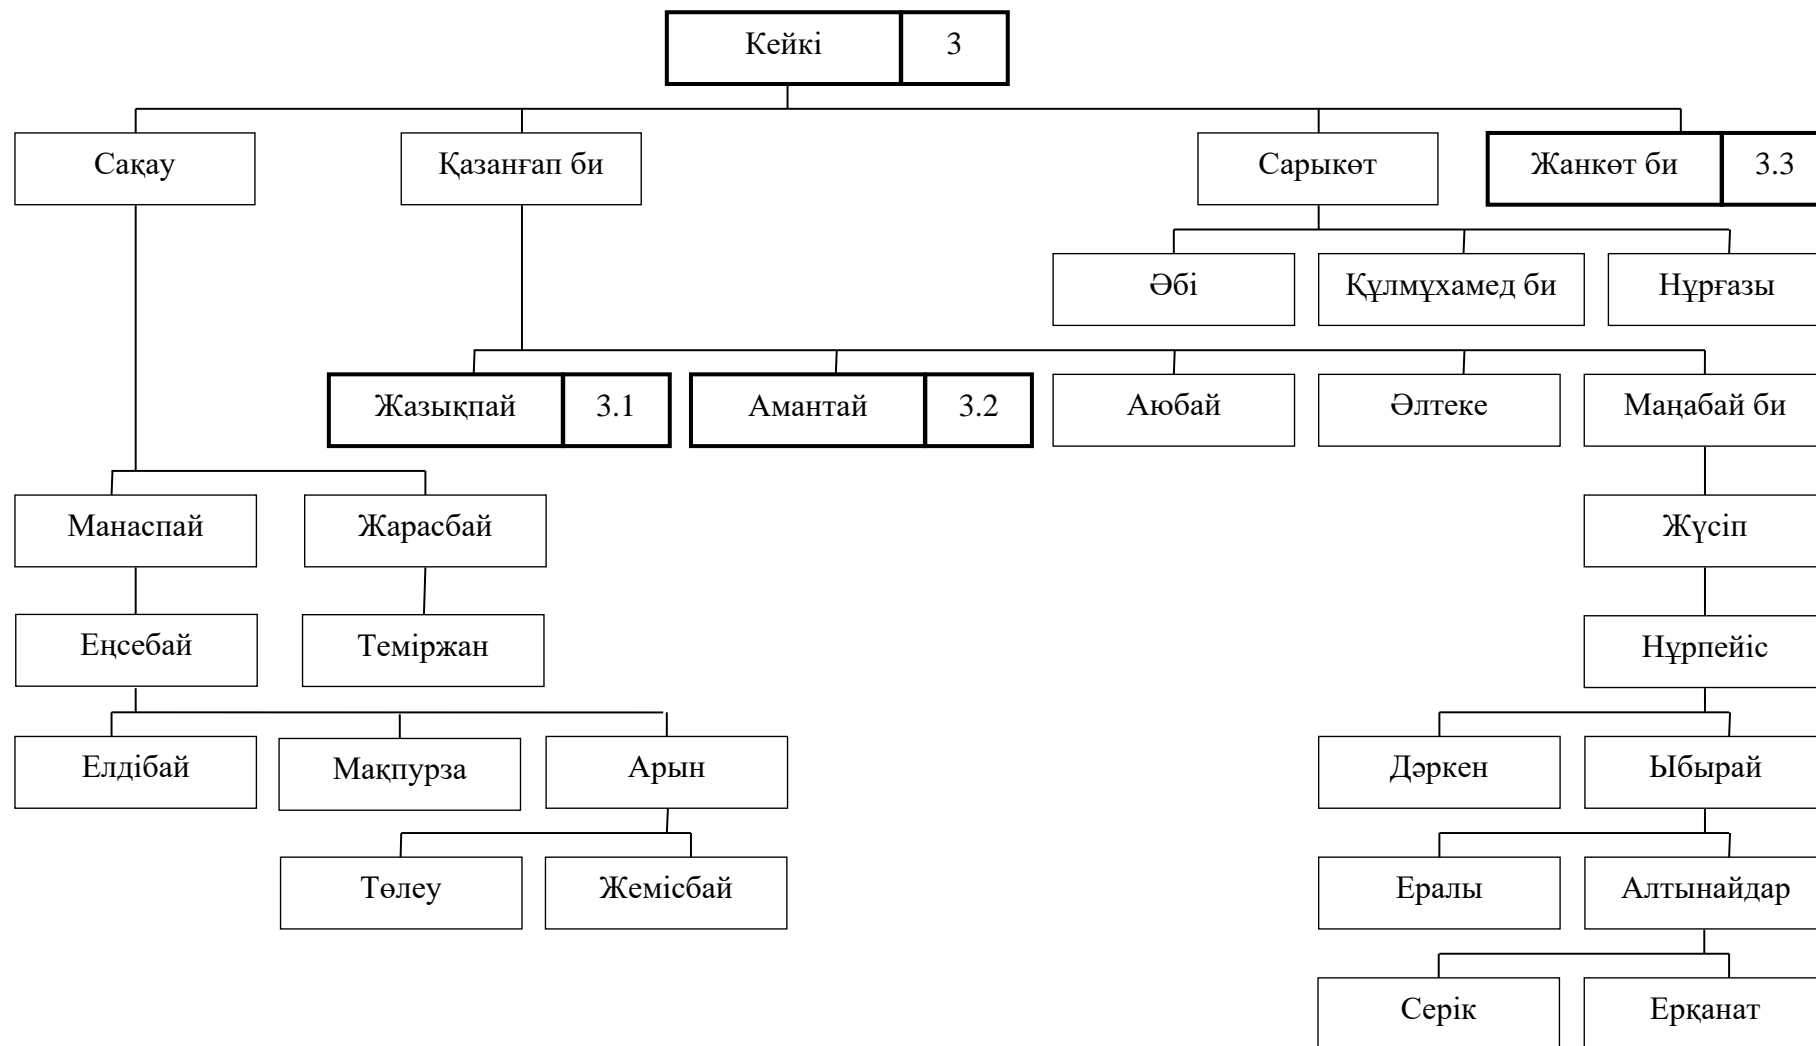 Кейкі 3
Сақау Қазанғап би Сарыкөт Жанкөт би 3.3
Әбі Құлмұхамед би Нұрғазы
Жазықпай 3.1 Амантай 3.2 Аюбай Әлтеке Маңабай би
Манаспай Жарасбай Жүсіп
Еңсебай Теміржан Нұрпейіс
Елдібай Мақпурза Арын Дәркен Ыбырай
Төлеу Жемісбай Ералы Алтынайдар
Серік Ерқанат